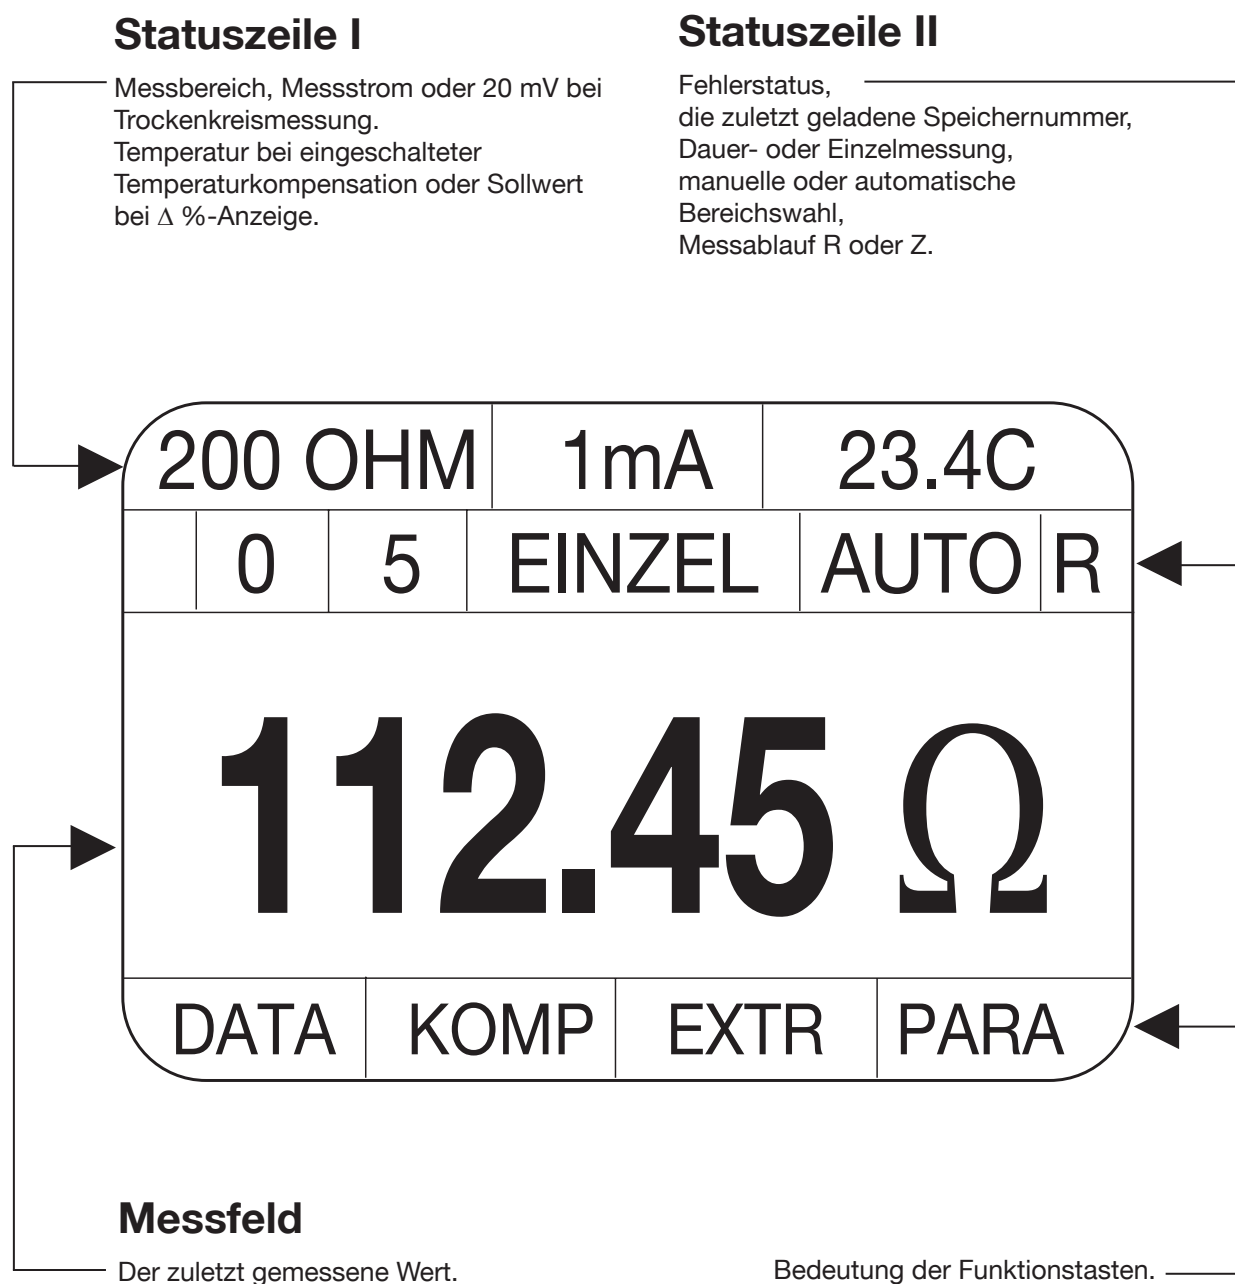 Statuszeile I
Messbereich, Messstrom oder 20 mV bei
Trockenkreismessung.
Temperatur bei eingeschalteter
Temperaturkompensation oder Sollwert
bei Δ %-Anzeige.
Statuszeile II
Fehlerstatus,
die zuletzt geladene Speichernummer,
Dauer- oder Einzelmessung,
manuelle oder automatische
Bereichswahl,
Messablauf R oder Z.
200 OHM 1mA 23.4C
0 5 EINZEL AUTO R
112.45 Ω
DATA KOMP EXTR PARA
Messfeld
Der zuletzt gemessene Wert.
Bedeutung der Funktionstasten.